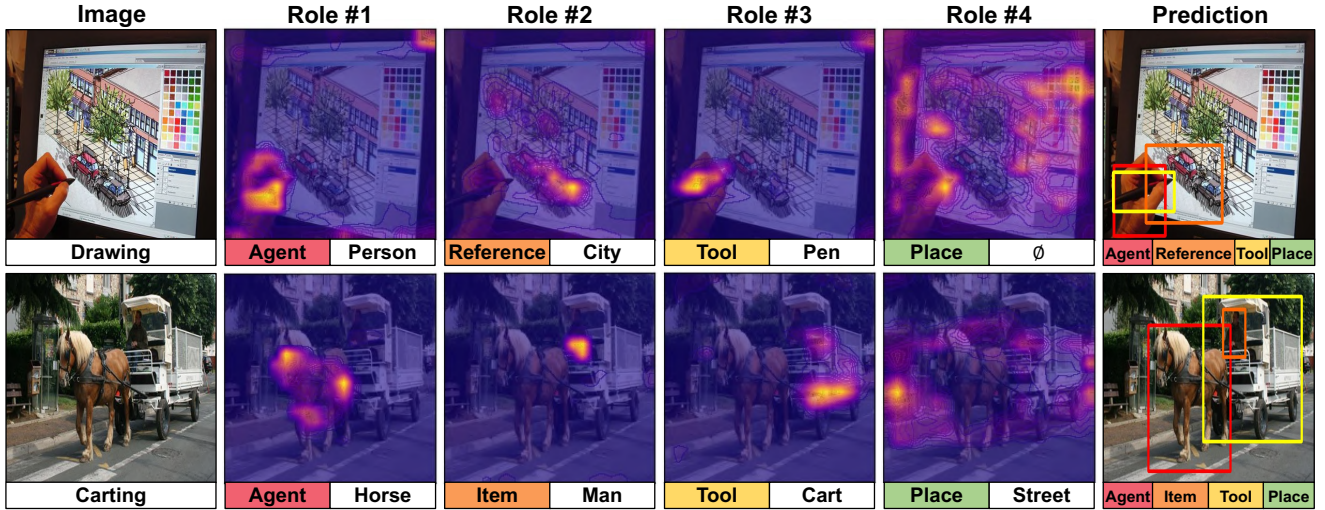 Image Role #1 Role #2 Role #3 Role #4 Prediction
Drawing Agent Person Reference City Tool Pen Place ∅ Agent Reference Tool Place
Carting Agent Horse Item Man Tool Cart Place Street Agent Item Tool Place